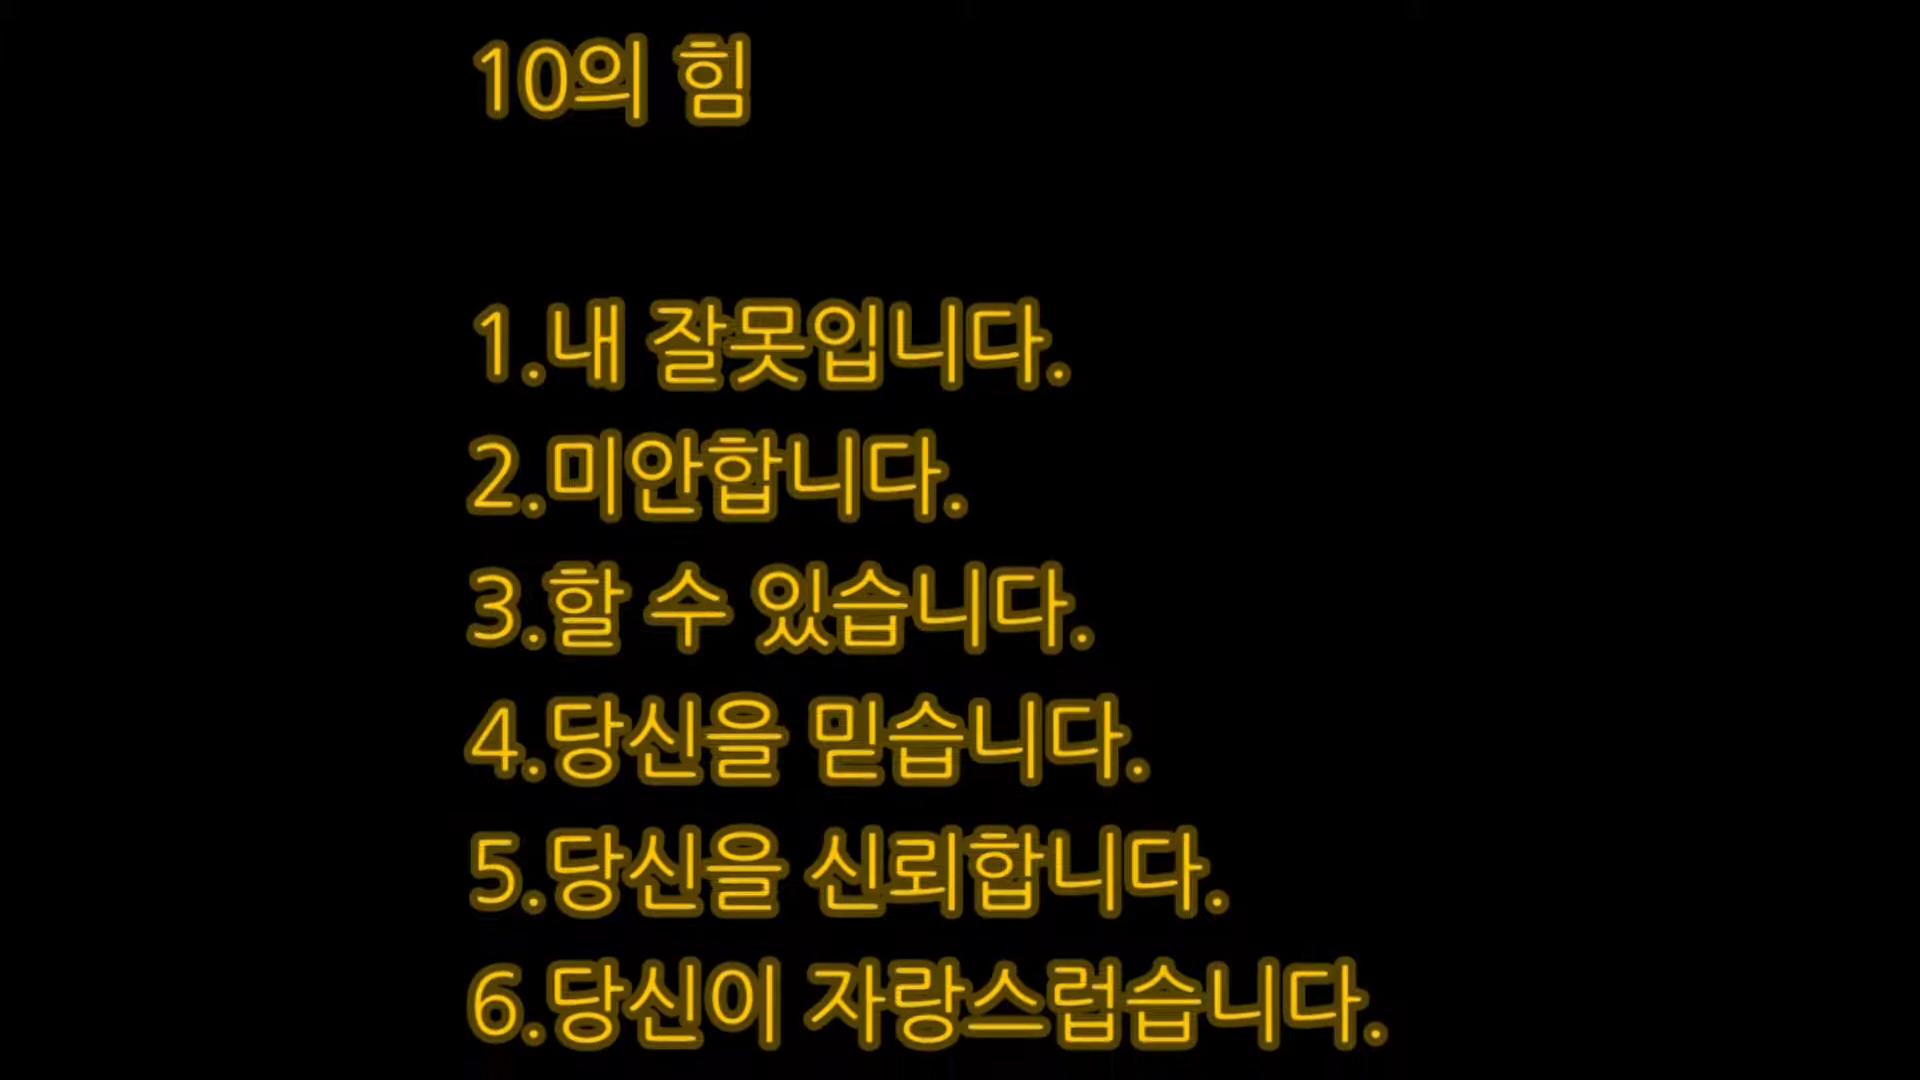 10의 힘
1.내 잘못입니다.
2.미안합니다.
3.할 수 있습니다.
4.당신을 믿습니다.
5.당신을 신뢰합니다.
6.당신이 자랑스럽습니다.